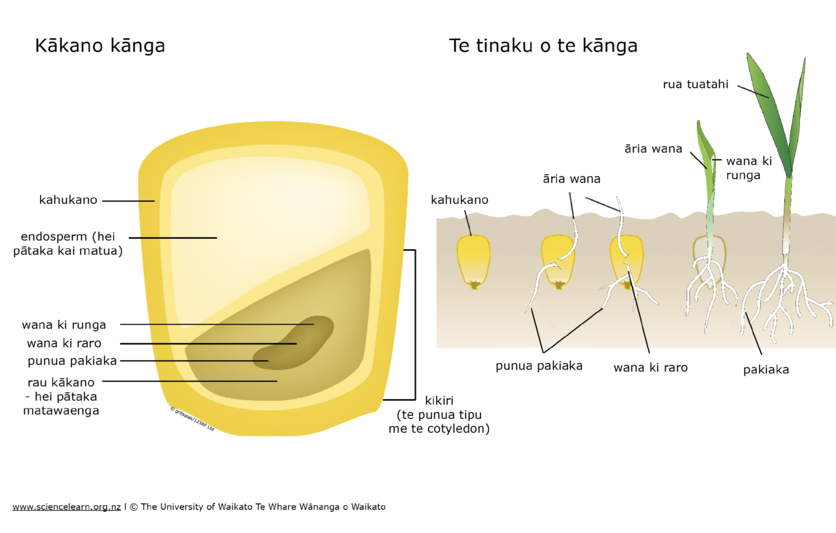 Kākano kānga
Te tinaku o te kānga
kahukano
endosperm (hei
pātaka kai matua)
wana ki runga
wana ki raro
punua pakiaka
rau kākano
- hei pātaka
matawaenga
kikiri
(te punua tipu
me te cotyledon)
kahukano
āria wana
āria wana
wana ki
runga
rua tuatahi
punua pakiaka
wana ki raro
pakiaka
www.sciencelearn.org.nz l © The University of Waikato Te Whare Wānanga o Waikato